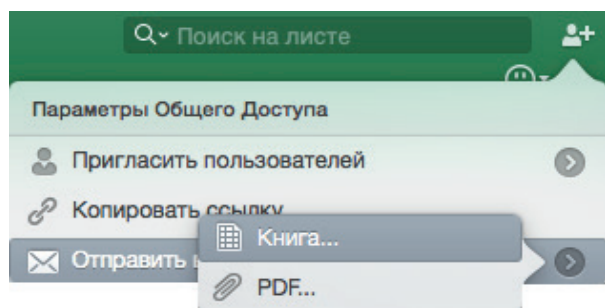 Поиск на листе
Параметры Общего Доступа
Пригласить пользователей
Копировать ссылку
Книга...
Отправить
PDF...